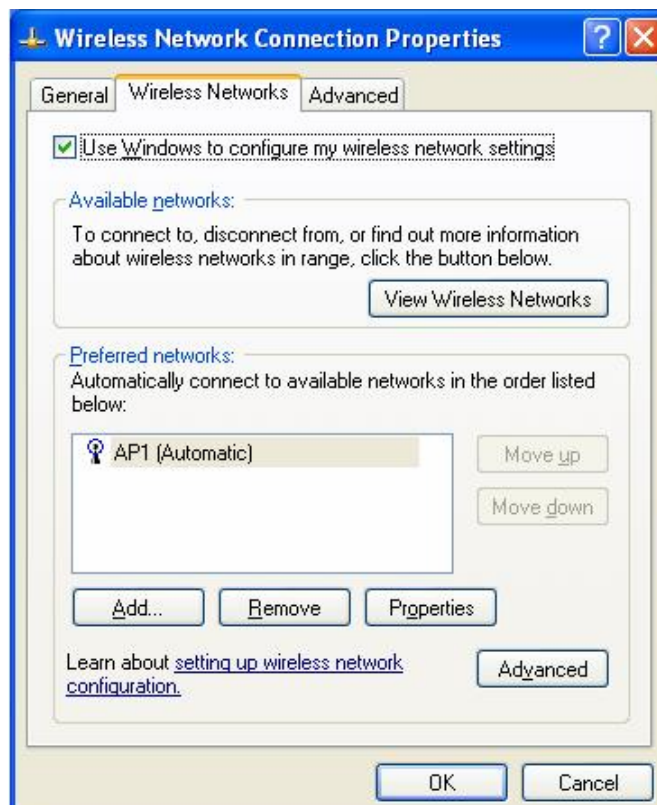 Wireless Network Connection Properties
General Wireless Networks Advanced
Use Windows to configure my wireless network settings
Available networks:
To connect to, disconnect from, or find out more information
about wireless networks in range, click the button below.
View Wireless Networks
Preferred networks:
Automatically connect to available networks in the order listed
below:
AP1 (Automatic)
Move up
Move down
Add... Remove Properties
Learn about setting up wireless network
configuration.
Advanced
OK Cancel